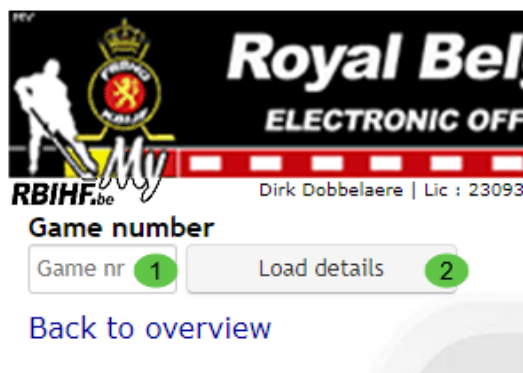 Royal Bel
ELECTRONIC OFF
My
RBIHF.be
Dirk Dobbelaere | Lic : 23093
Game number
Game nr 1 Load details 2
Back to overview